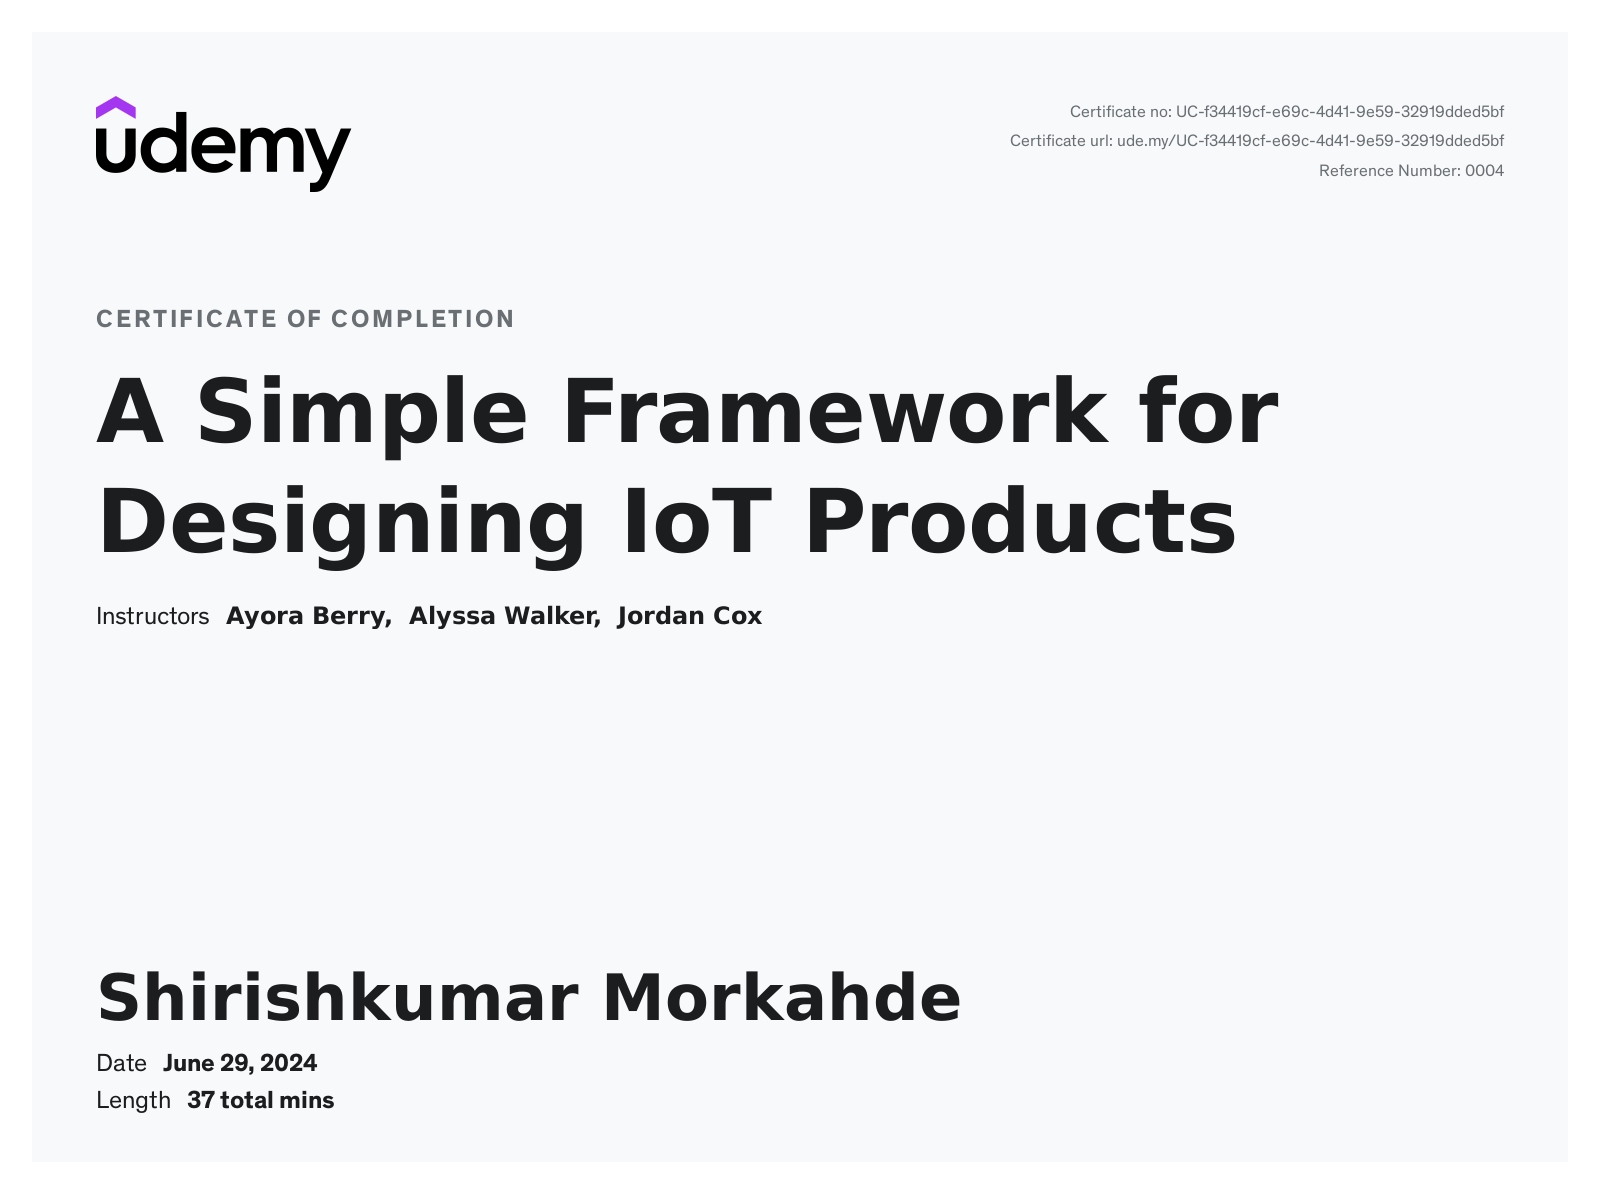 udemy
Certificate no: UC-f34419cf-e69c-4d41-9e59-32919dded5bf
Certificate url: ude.my/UC-f34419cf-e69c-4d41-9e59-32919dded5bf
Reference Number: 0004
CERTIFICATE OF COMPLETION
A Simple Framework for
Designing IoT Products
Instructors Ayora Berry, Alyssa Walker, Jordan Cox
Shirishkumar Morkahde
Date June 29, 2024
Length 37 total mins